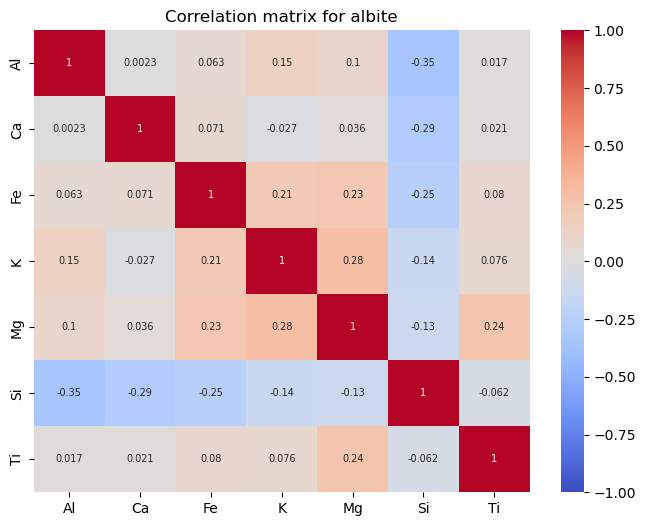 Correlation matrix for albite
Al 1 0.0023 0.063 0.15 0.1 -0.35 0.017
Ca 0.0023 1 0.071 -0.027 0.036 -0.29 0.021
Fe 0.063 0.071 1 0.21 0.23 -0.25 0.08
K 0.15 -0.027 0.21 1 0.28 -0.14 0.076
Mg 0.1 0.036 0.23 0.28 1 -0.13 0.24
Si -0.35 -0.29 -0.25 -0.14 -0.13 1 -0.062
Ti 0.017 0.021 0.08 0.076 0.24 -0.062 1
Al Ca Fe K Mg Si Ti
1.00
0.75
0.50
0.25
0.00
−0.25
−0.50
−0.75
−1.00